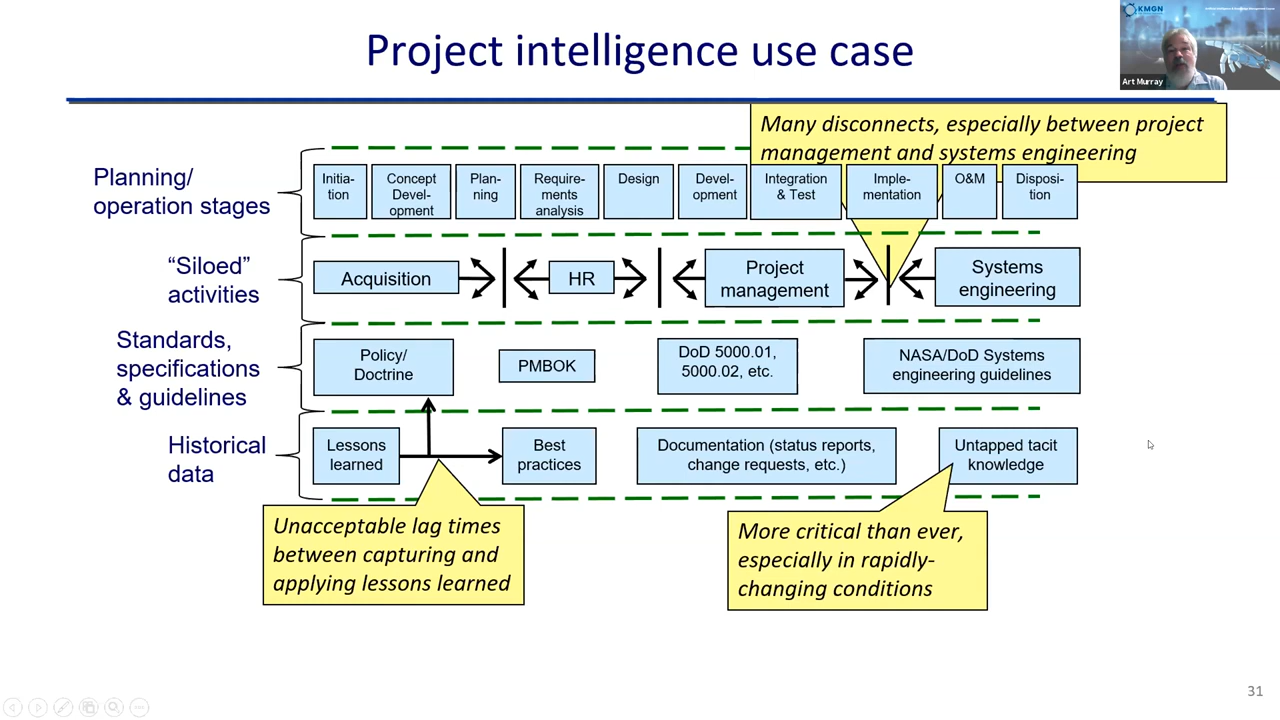 Project intelligence use case
KMGN
Art Murray
Many disconnects, especially between project
management and systems engineering
Planning/
operation stages
Initia-
tion
Concept
Devel-
opment
Plan-
ning
Require-
ments
analysis
Design
Devel-
opment
Integration
& Test
Imple-
mentation
O&M
Disposi-
tion
“Siloed”
activities
Acquisition
HR
Project
management
Systems
engineering
Standards,
specifications
& guidelines
Policy/
Doctrine
PMBOK
DoD 5000.01,
5000.02, etc.
NASA/DoD Systems
engineering guidelines
Historical
data
Lessons
learned
Best
practices
Documentation (status reports,
change requests, etc.)
Untapped tacit
knowledge
Unacceptable lag times
between capturing and
applying lessons learned
More critical than ever,
especially in rapidly-
changing conditions
31